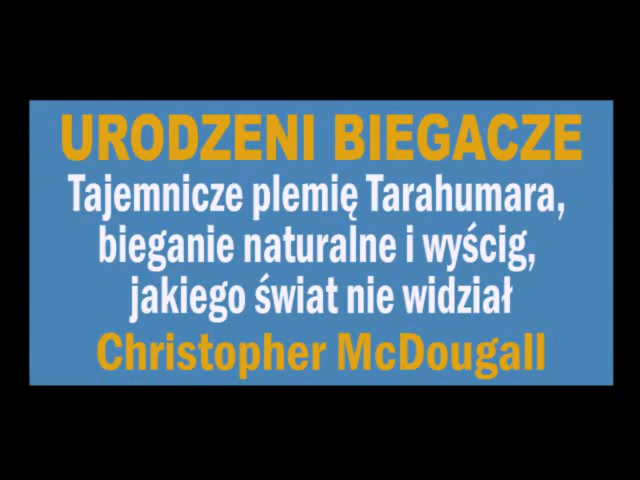 URODZENI BIEGACZE
Tajemnicze plemię Tarahumara,
bieganie naturalne i wyścig,
jakiego świat nie widział
Christopher McDougall